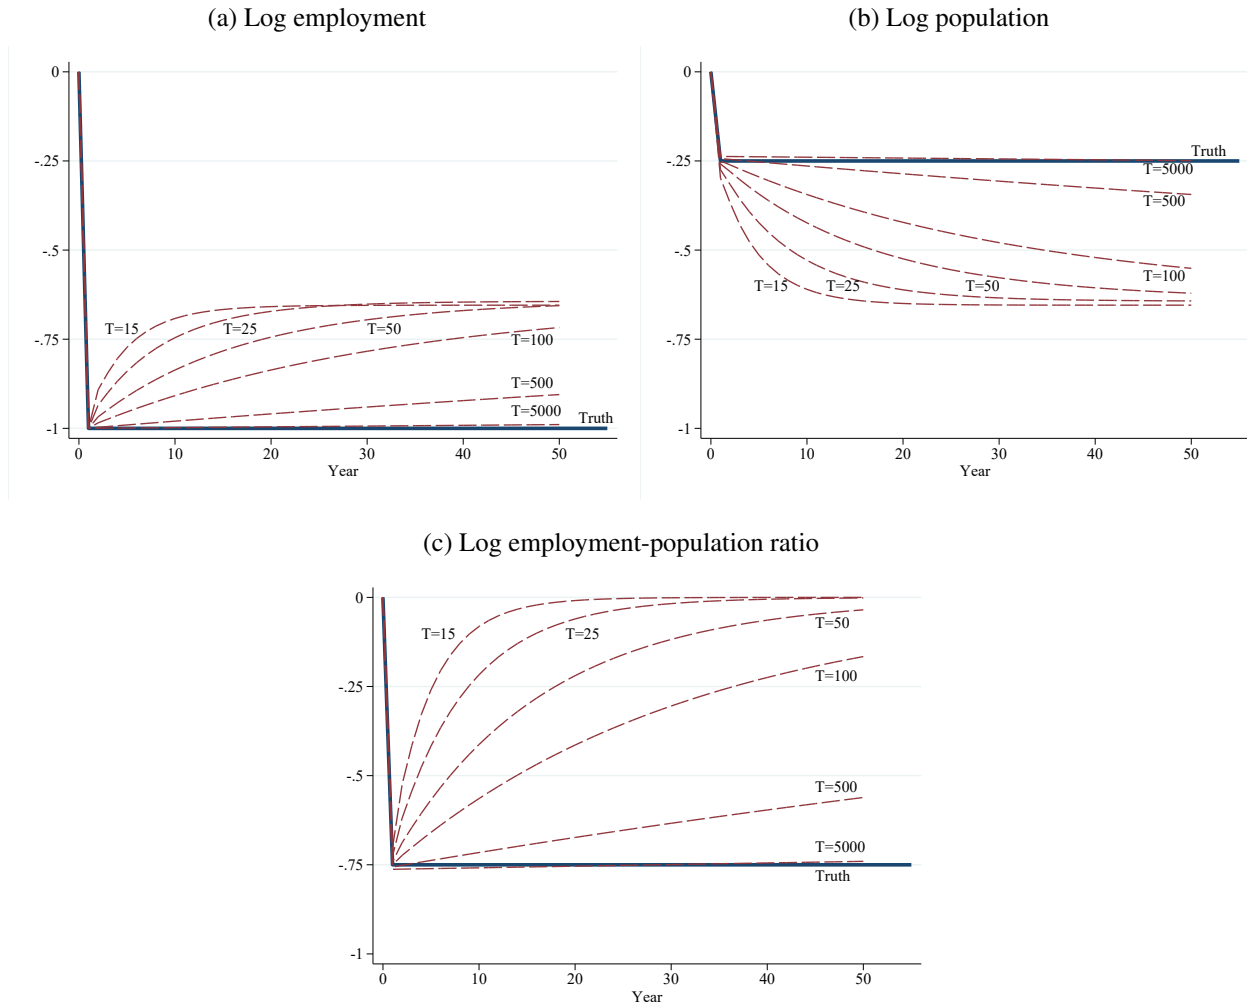 (a) Log employment
(b) Log population
0
-.25
-.5
-.75
-1
T=15
T=25
T=50
T=100
T=500
T=5000
Truth
0
10
20
30
40
50
Year
0
-.25
-.5
-.75
-1
Truth
T=5000
T=500
T=100
T=15
T=25
T=50
0
10
20
30
40
50
Year
(c) Log employment-population ratio
0
-.25
-.5
-.75
-1
T=15
T=25
T=50
T=100
T=500
T=5000
Truth
0
10
20
30
40
50
Year